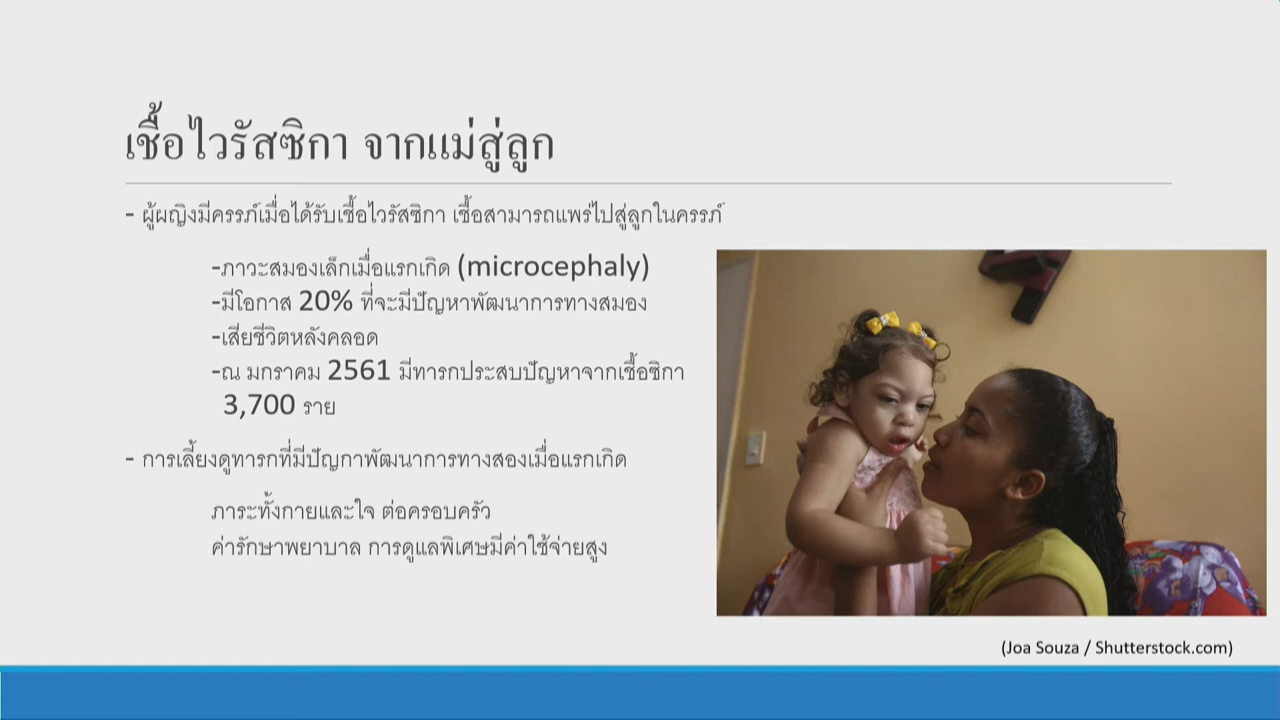 เชื้อไวรัสซิกา จากแม่สู่ลูก
- ผู้หญิงมีครรภ์เมื่อได้รับเชื้อไวรัสซิกา เชื้อสามารถแพร่ไปสู่ลูกในครรภ์
-ภาวะสมองเล็กเมื่อแรกเกิด (microcephaly)
-มีโอกาส 20% ที่จะมีปัญหาพัฒนาการทางสมอง
-เสียชีวิตหลังคลอด
-ณ มกราคม 2561 มีทารกประสบปัญหาจากเชื้อซิกา
3,700 ราย
- การเลี้ยงดูทารกที่มีปัญกาพัฒนาการทางสองเมื่อแรกเกิด
ภาระทั้งกายและใจ ต่อครอบครัว
ค่ารักษาพยาบาล การดูแลพิเศษมีค่าใช้จ่ายสูง
(Joa Souza / Shutterstock.com)